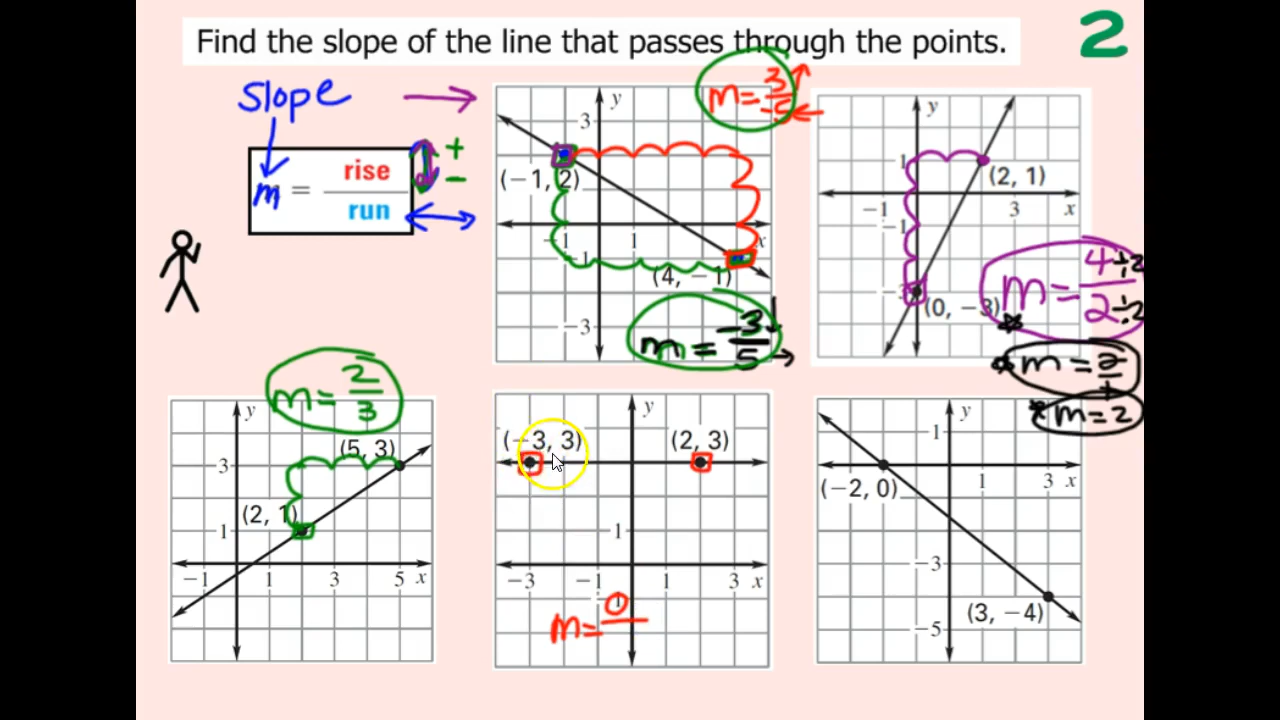 Find the slope of the line that passes through the points.
2
Slope
m = rise
run
+
−
y
3
(−1, 2)
−1
1
x
−1
(4, −1)
−3
m = 3
−5
m = −3
5
y
1
(2, 1)
−1
3
x
−1
−3
(0, −3)
m = 4 ÷2
2 ÷2
* m = 2
1
* m = 2
m = 2
3
y
(5, 3)
3
(2, 1)
1
−1
1
3
5
x
y
(−3, 3)
(2, 3)
1
−3
−1
1
3
x
m = 0
y
1
(−2, 0)
1
3
x
−3
(3, −4)
−5